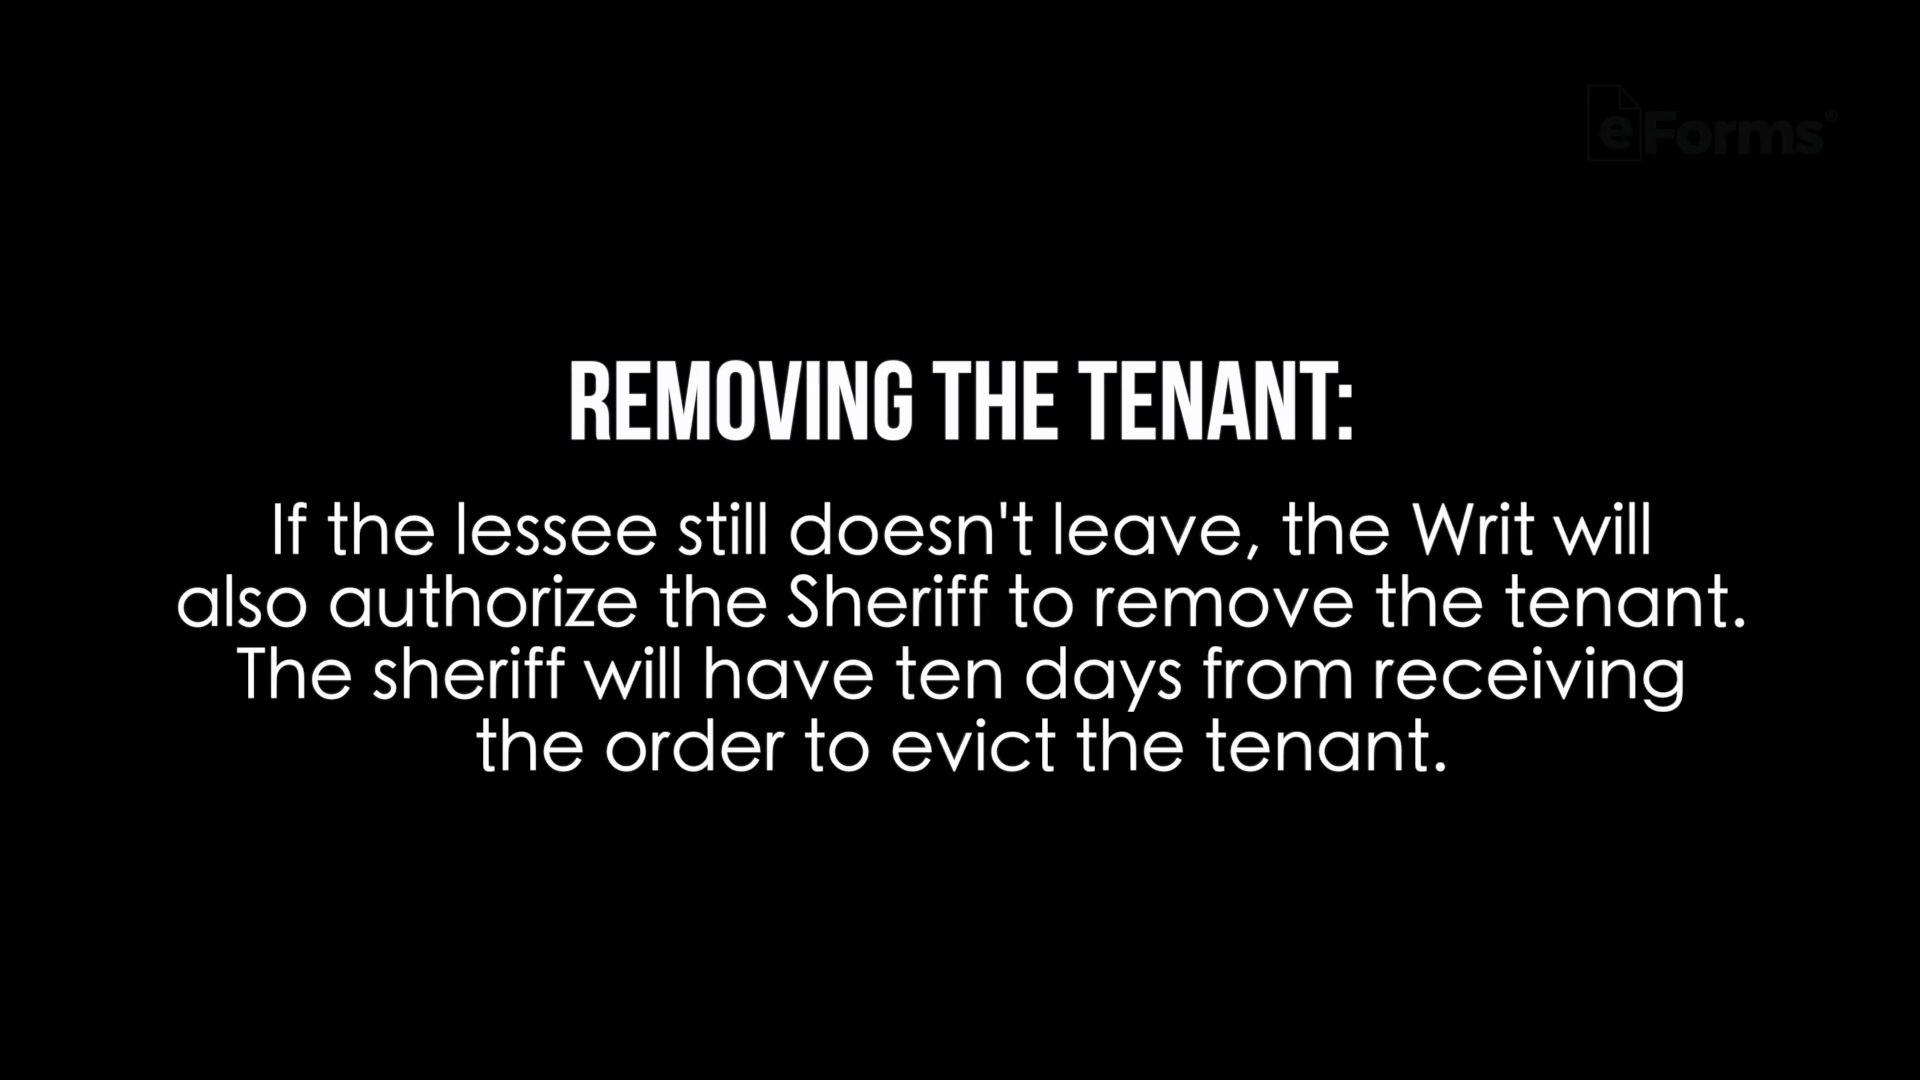 eForms®
REMOVING THE TENANT:
If the lessee still doesn't leave, the Writ will
also authorize the Sheriff to remove the tenant.
The sheriff will have ten days from receiving
the order to evict the tenant.